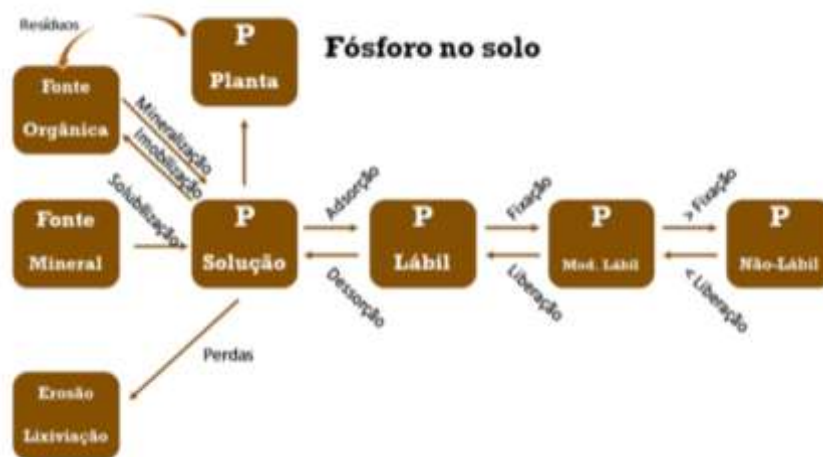 Resíduos
P
Planta
Fósforo no solo
Fonte
Orgânica
Mineralização
Imobilização
Solubilização
Fonte
Mineral
P
Solução
Adsorção
Dessorção
P
Lábil
Fixação
Liberação
P
Mod. Lábil
> Fixação
< Liberação
P
Não-Lábil
Perdas
Erosão
Lixiviação